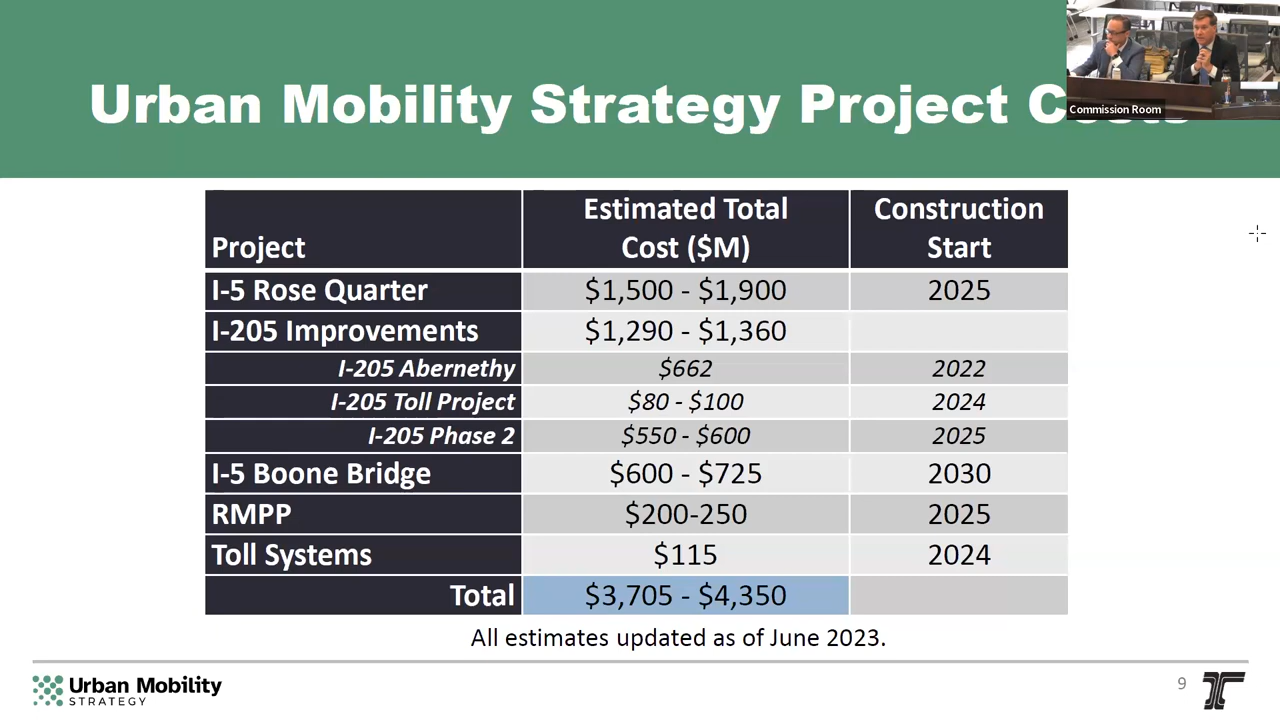 Urban Mobility Strategy Project
Commission Room
Project
Estimated Total
Cost ($M)
Construction
Start
I-5 Rose Quarter
$1,500 - $1,900
2025
I-205 Improvements
$1,290 - $1,360
I-205 Abernethy
$662
2022
I-205 Toll Project
$80 - $100
2024
I-205 Phase 2
$550 - $600
2025
I-5 Boone Bridge
$600 - $725
2030
RMPP
$200-250
2025
Toll Systems
$115
2024
Total
$3,705 - $4,350
All estimates updated as of June 2023.
Urban Mobility
STRATEGY
9